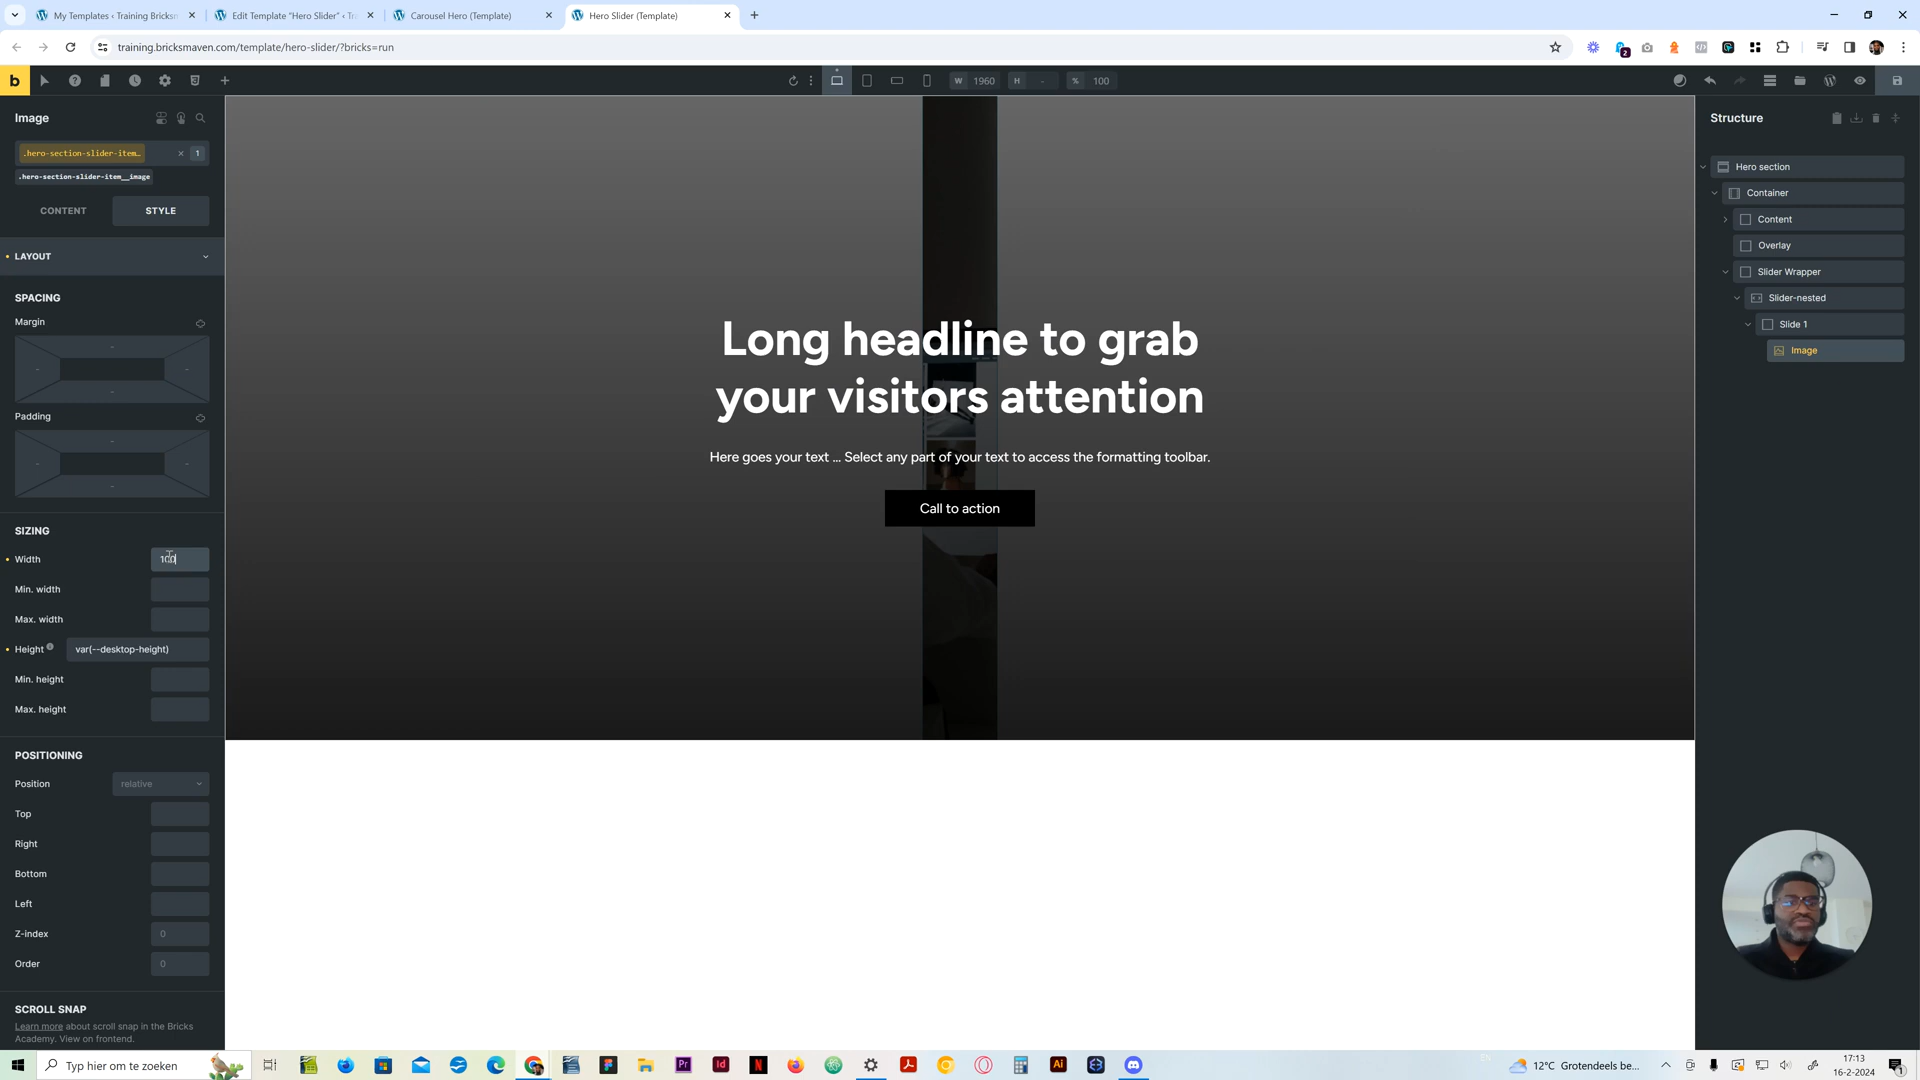 My Templates ‹ Training Bricksm
Edit Template "Hero Slider" ‹ Tr
Carousel Hero (Template)
Hero Slider (Template)
training.bricksmaven.com/template/hero-slider/?bricks=run
2
b
W 1960 H - % 100
Image
.hero-section-slider-item…
1
.hero-section-slider-item__image
CONTENT
STYLE
LAYOUT
SPACING
Margin
Padding
SIZING
Width
100
Min. width
Max. width
Height
var(--desktop-height)
Min. height
Max. height
POSITIONING
Position
relative
Top
Right
Bottom
Left
Z-index
0
Order
0
SCROLL SNAP
Learn more about scroll snap in the Bricks
Academy. View on frontend.
Long headline to grab
your visitors attention
Here goes your text ... Select any part of your text to access the formatting toolbar.
Call to action
Structure
Hero section
Container
Content
Overlay
Slider Wrapper
Slider-nested
Slide 1
Image
Typ hier om te zoeken
12°C Grotendeels be...
17:13
16-2-2024
1